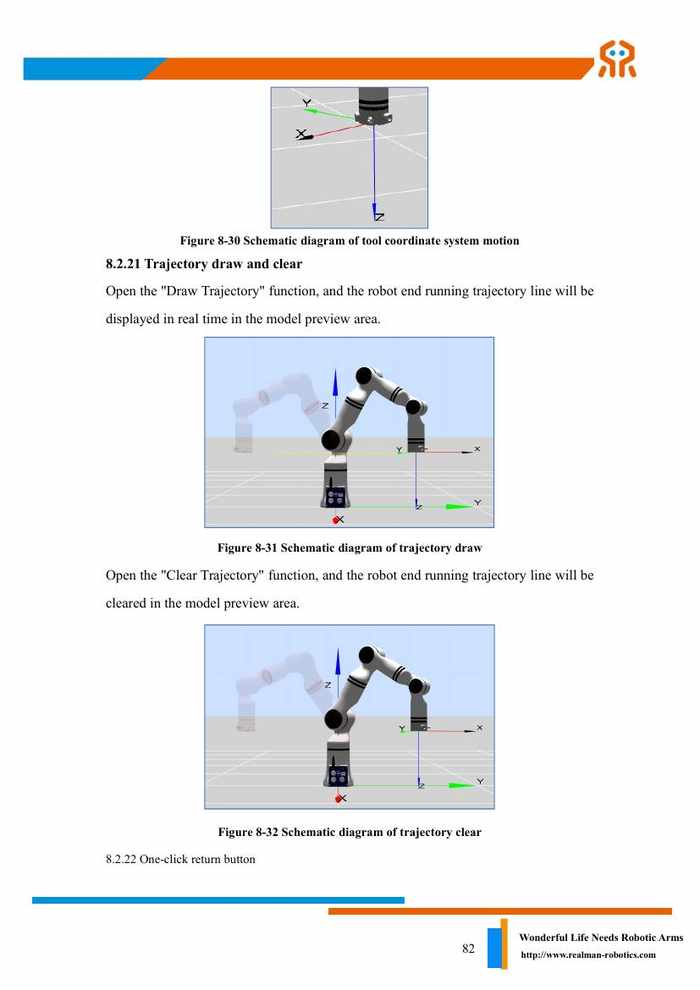 Y
X
Z
Figure 8-30 Schematic diagram of tool coordinate system motion
8.2.21 Trajectory draw and clear
Open the "Draw Trajectory" function, and the robot end running trajectory line will be
displayed in real time in the model preview area.
Z
Y
X
Z
Y
X
Figure 8-31 Schematic diagram of trajectory draw
Open the "Clear Trajectory" function, and the robot end running trajectory line will be
cleared in the model preview area.
Z
Y
X
Z
Y
X
Figure 8-32 Schematic diagram of trajectory clear
8.2.22 One-click return button
82
Wonderful Life Needs Robotic Arms
http://www.realman-robotics.com